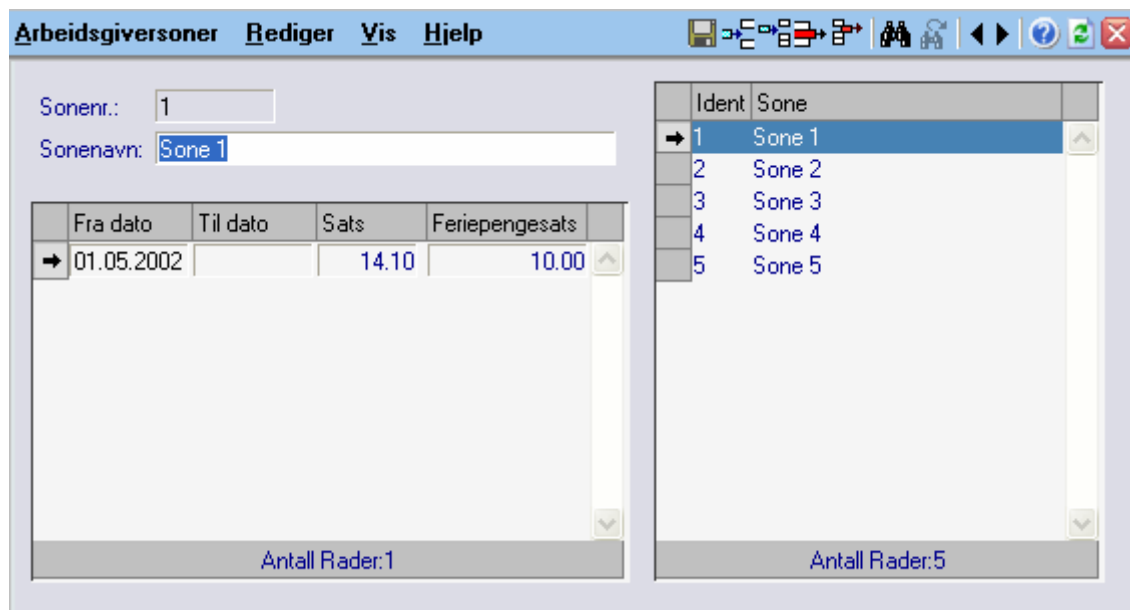 Arbeidsgiversoner Rediger Vis Hjelp
Sonenr.: 1
Sonenavn: Sone 1
Fra dato Til dato Sats Feriepengesats
01.05.2002 14.10 10.00
Antall Rader:1
Ident Sone
1 Sone 1
2 Sone 2
3 Sone 3
4 Sone 4
5 Sone 5
Antall Rader:5